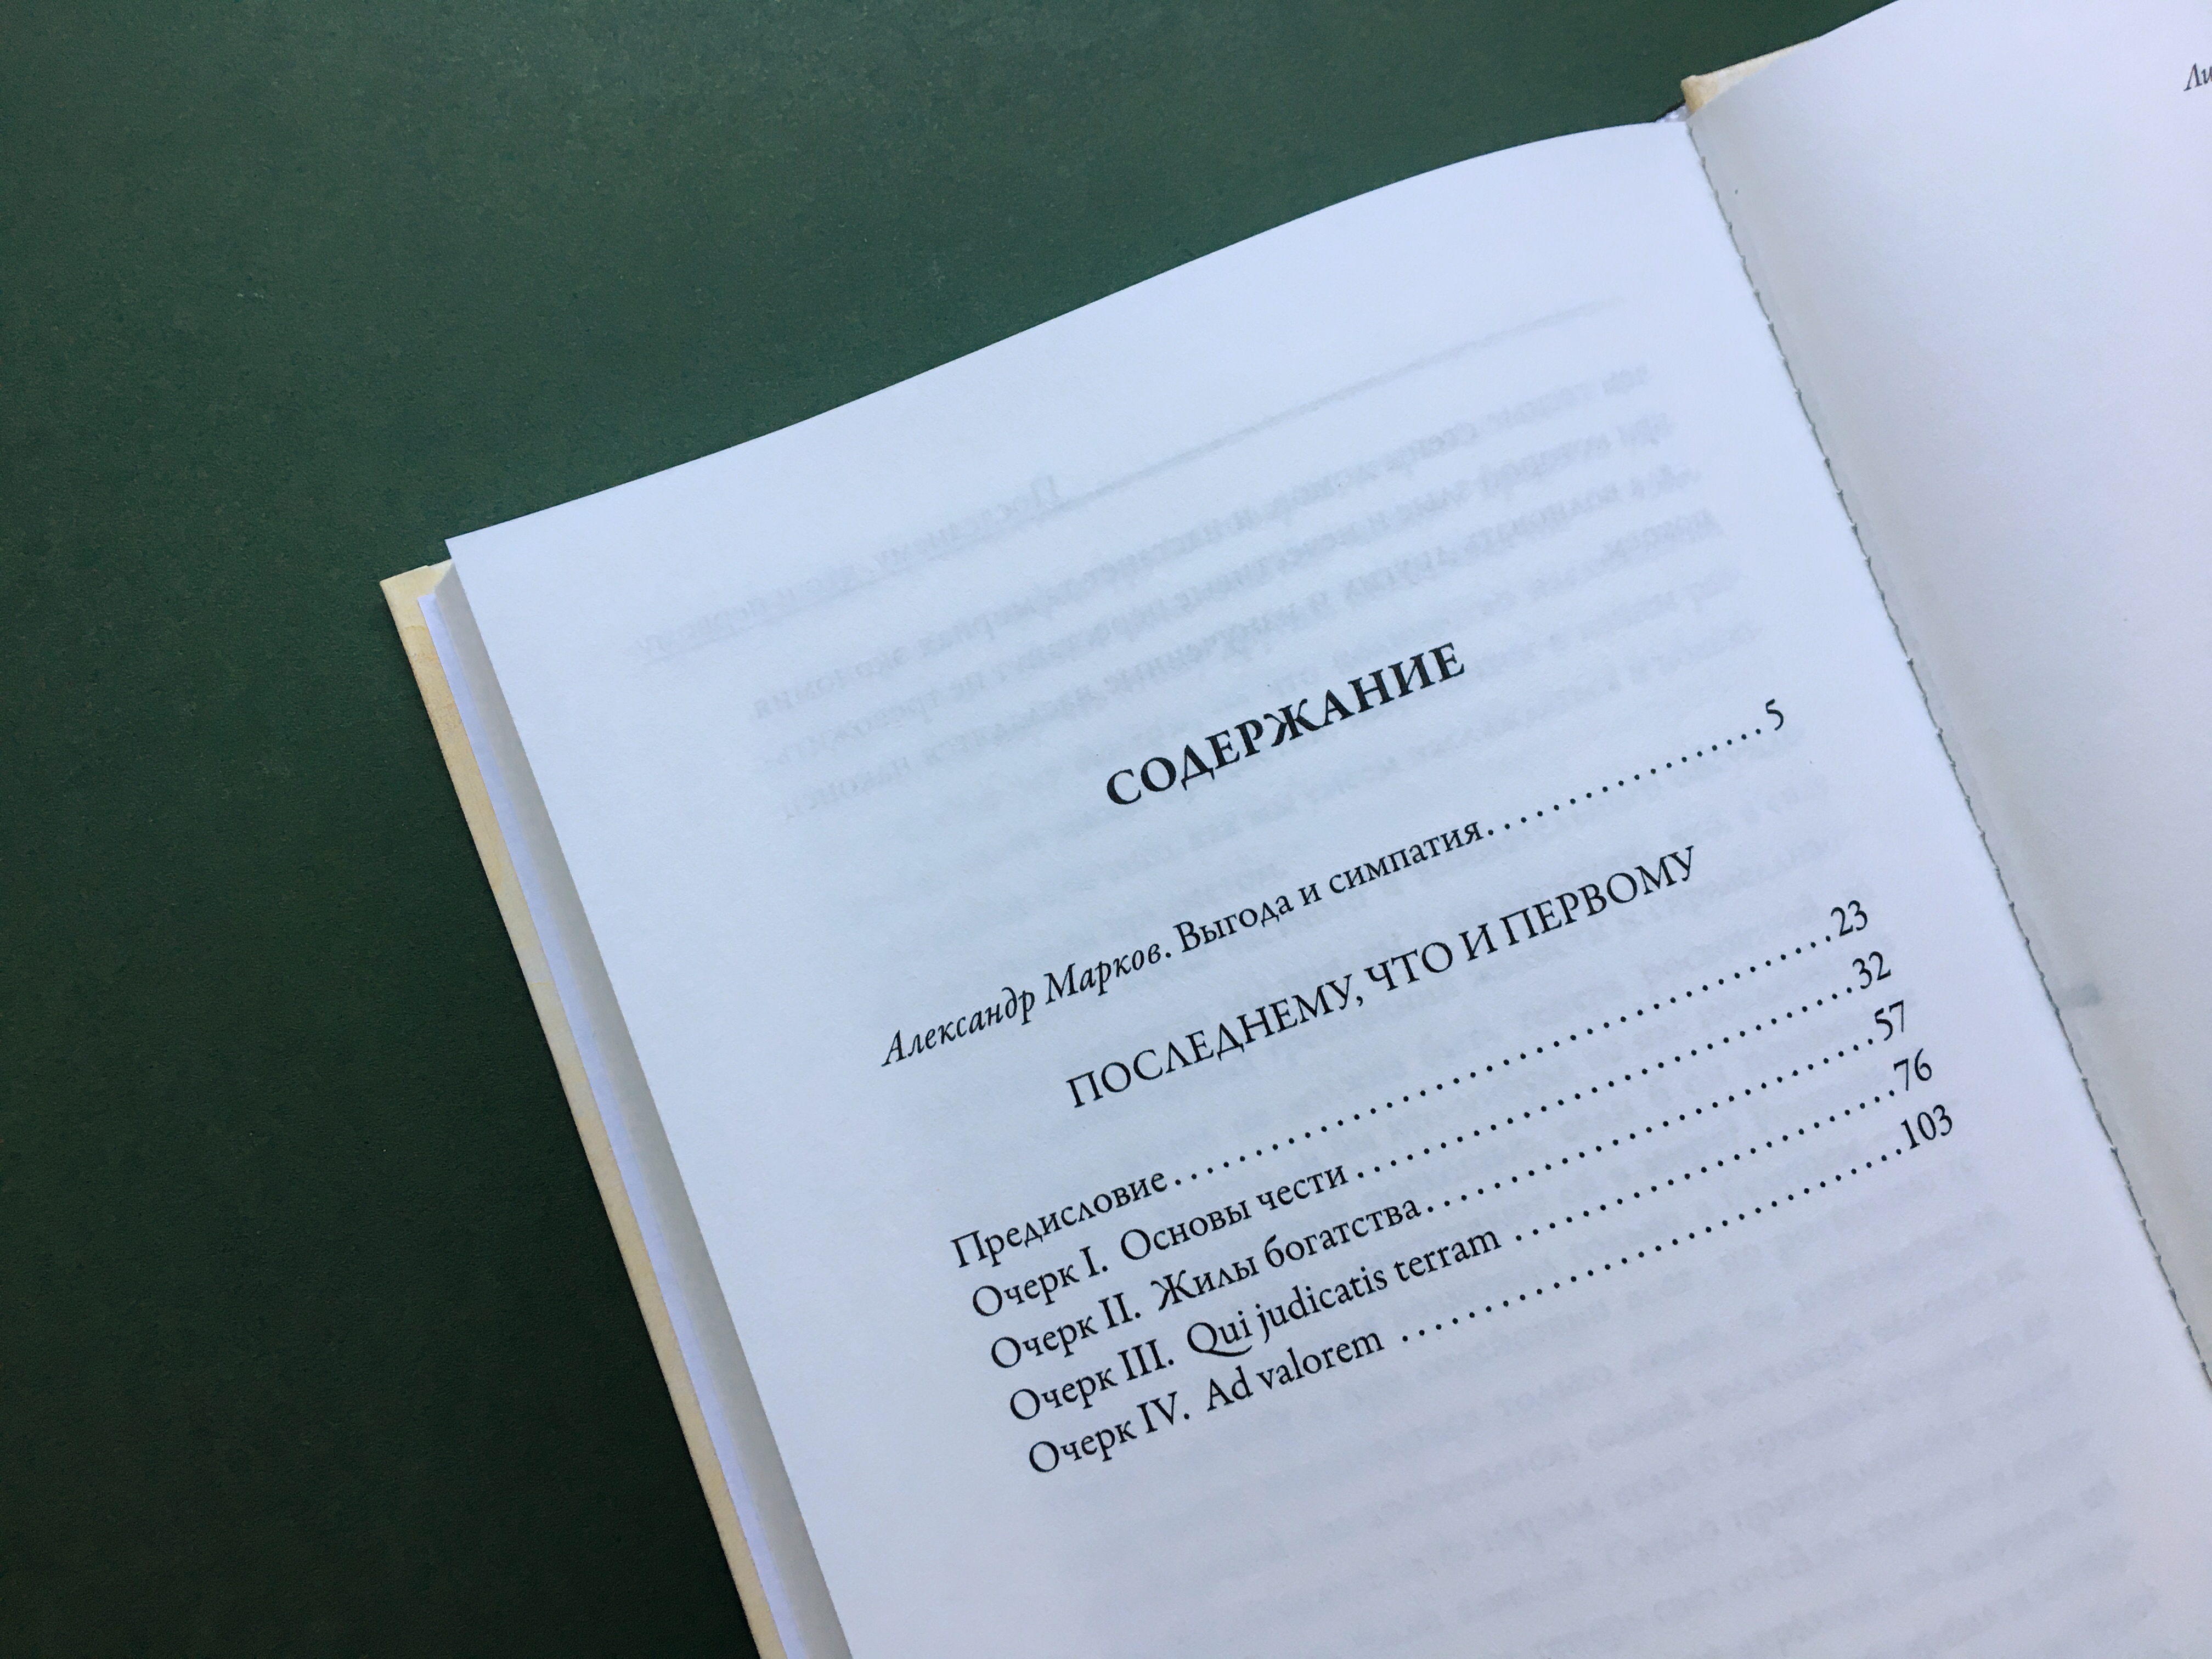 СОДЕРЖАНИЕ
Александр Марков. Выгода и симпатия. . . . . . . . . . . . . . . . . . . . 5
ПОСЛЕДНЕМУ, ЧТО И ПЕРВОМУ
Предисловие. . . . . . . . . . . . . . . . . . . . . . . . . . . . . . . . . . . . . . . . . . . 23
Очерк I. Основы чести . . . . . . . . . . . . . . . . . . . . . . . . . . . . . . . . . 32
Очерк II. Жилы богатства. . . . . . . . . . . . . . . . . . . . . . . . . . . . . . 57
Очерк III. Qui judicatis terram . . . . . . . . . . . . . . . . . . . . . . . . . . 76
Очерк IV. Ad valorem . . . . . . . . . . . . . . . . . . . . . . . . . . . . . . . . . 103